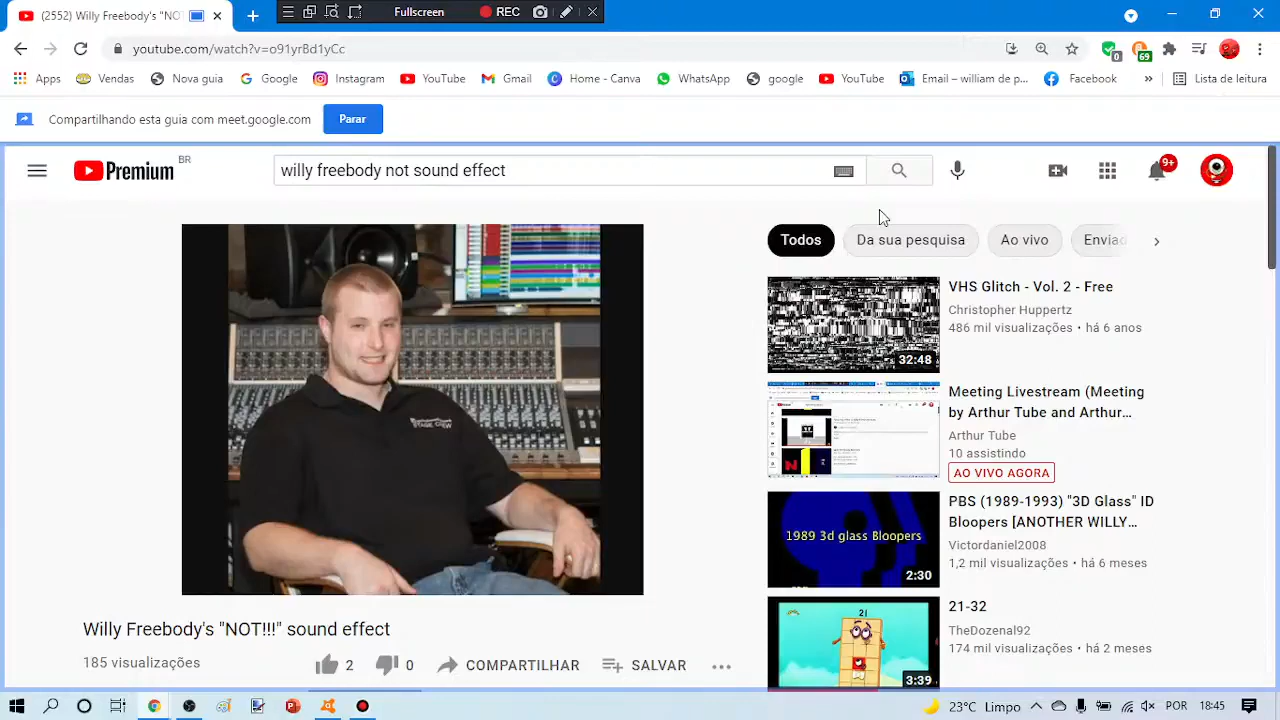 (2552) Willy Freebody's "NOT
Fullscreen
REC
youtube.com/watch?v=o91yrBd1yCc
0
69
Apps
Vendas
Nova guia
Google
Instagram
YouTube
Gmail
Home - Canva
WhatsApp
google
YouTube
Email – william de p...
Facebook
»
Lista de leitura
Compartilhando esta guia com meet.google.com
Parar
Premium BR
willy freebody not sound effect
9+
Todos
Da sua pesquisa
Ao vivo
Enviad
VHS Glitch - Vol. 2 - Free
Christopher Huppertz
486 mil visualizações • há 6 anos
32:48
Meeting Livestream (Meeting
by Arthur Tube and Arthur...
Arthur Tube
10 assistindo
AO VIVO AGORA
PBS (1989-1993) "3D Glass" ID
Bloopers [ANOTHER WILLY...
Victordaniel2008
1,2 mil visualizações • há 6 meses
1989 3d glass Bloopers
2:30
21-32
TheDozenal92
174 mil visualizações • há 2 meses
21
3:39
Willy Freebody's "NOT!!!" sound effect
185 visualizações
2
0
COMPARTILHAR
SALVAR
23°C Limpo
POR
18:45